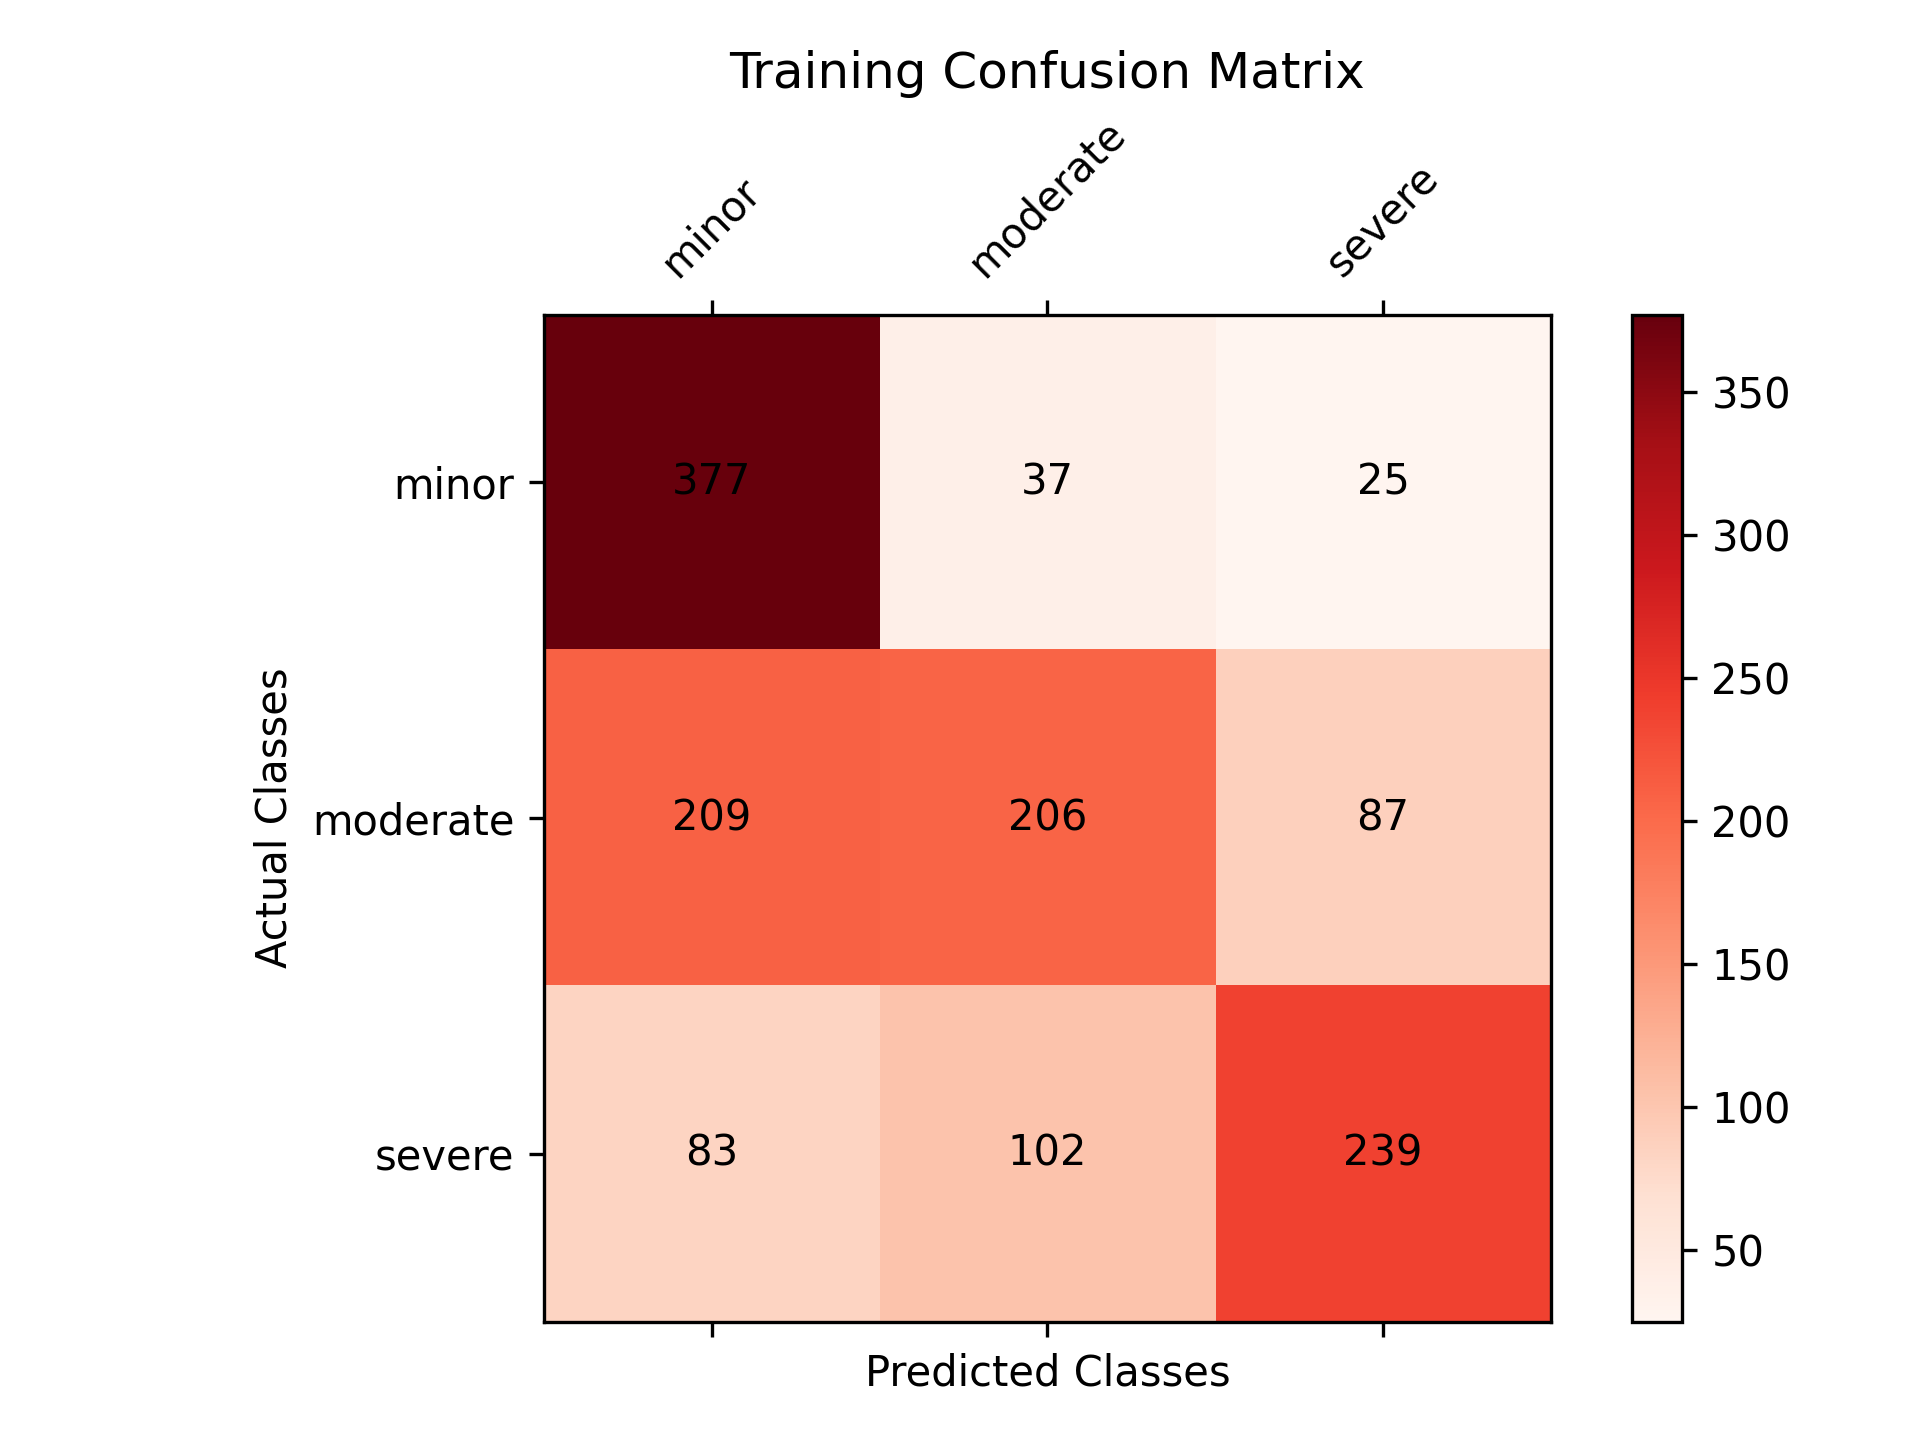 Training Confusion Matrix
minor
moderate
severe
minor
377
37
25
moderate
209
206
87
severe
83
102
239
Actual Classes
Predicted Classes
350
300
250
200
150
100
50